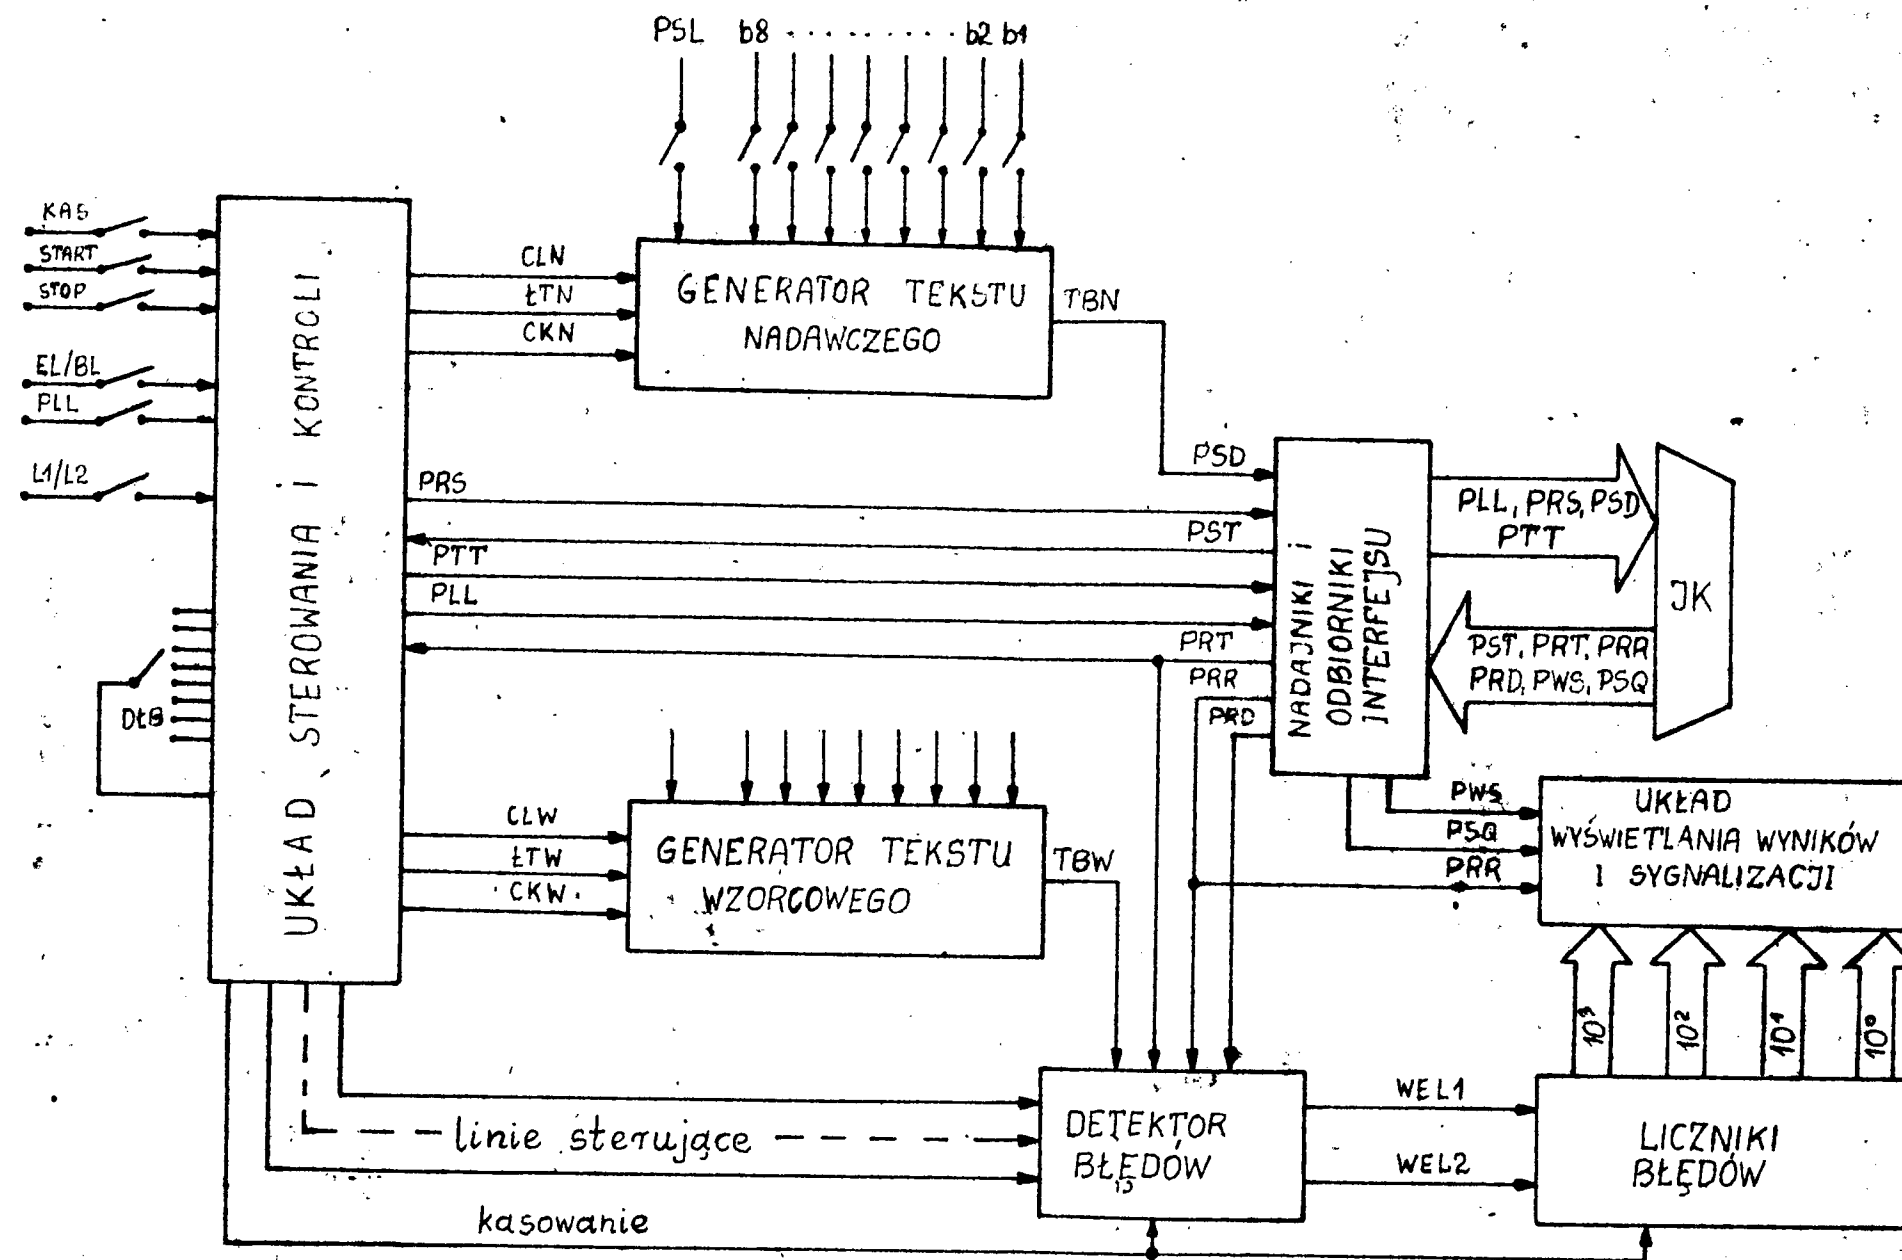 PSL b8 ......... b2 b1
KAS
START
STOP
EL/BL
PLL
L1/L2
DŁB
UKŁAD STEROWANIA i KONTROLI
CLN
ŁTN
CKN
GENERATOR TEKSTU
NADAWCZEGO
TBN
PSD
PRS
PST
PTT
PLL
PRT
PRR
PRD
NADAJNIKI i
ODBIORNIKI
INTERFEJSU
PLL, PRS, PSD
PTT
JK
PST, PRT, PRR
PRD, PWS, PSQ
CLW
ŁTW
CKW
GENERATOR TEKSTU
WZORCOWEGO
TBW
PWS
PSQ
PRR
UKŁAD
WYŚWIETLANIA WYNIKÓW
I SYGNALIZACJI
10³
10²
10¹
10⁰
linie sterujące
DETEKTOR
BŁĘDÓW
WEL1
WEL2
LICZNIKI
BŁĘDÓW
kasowanie